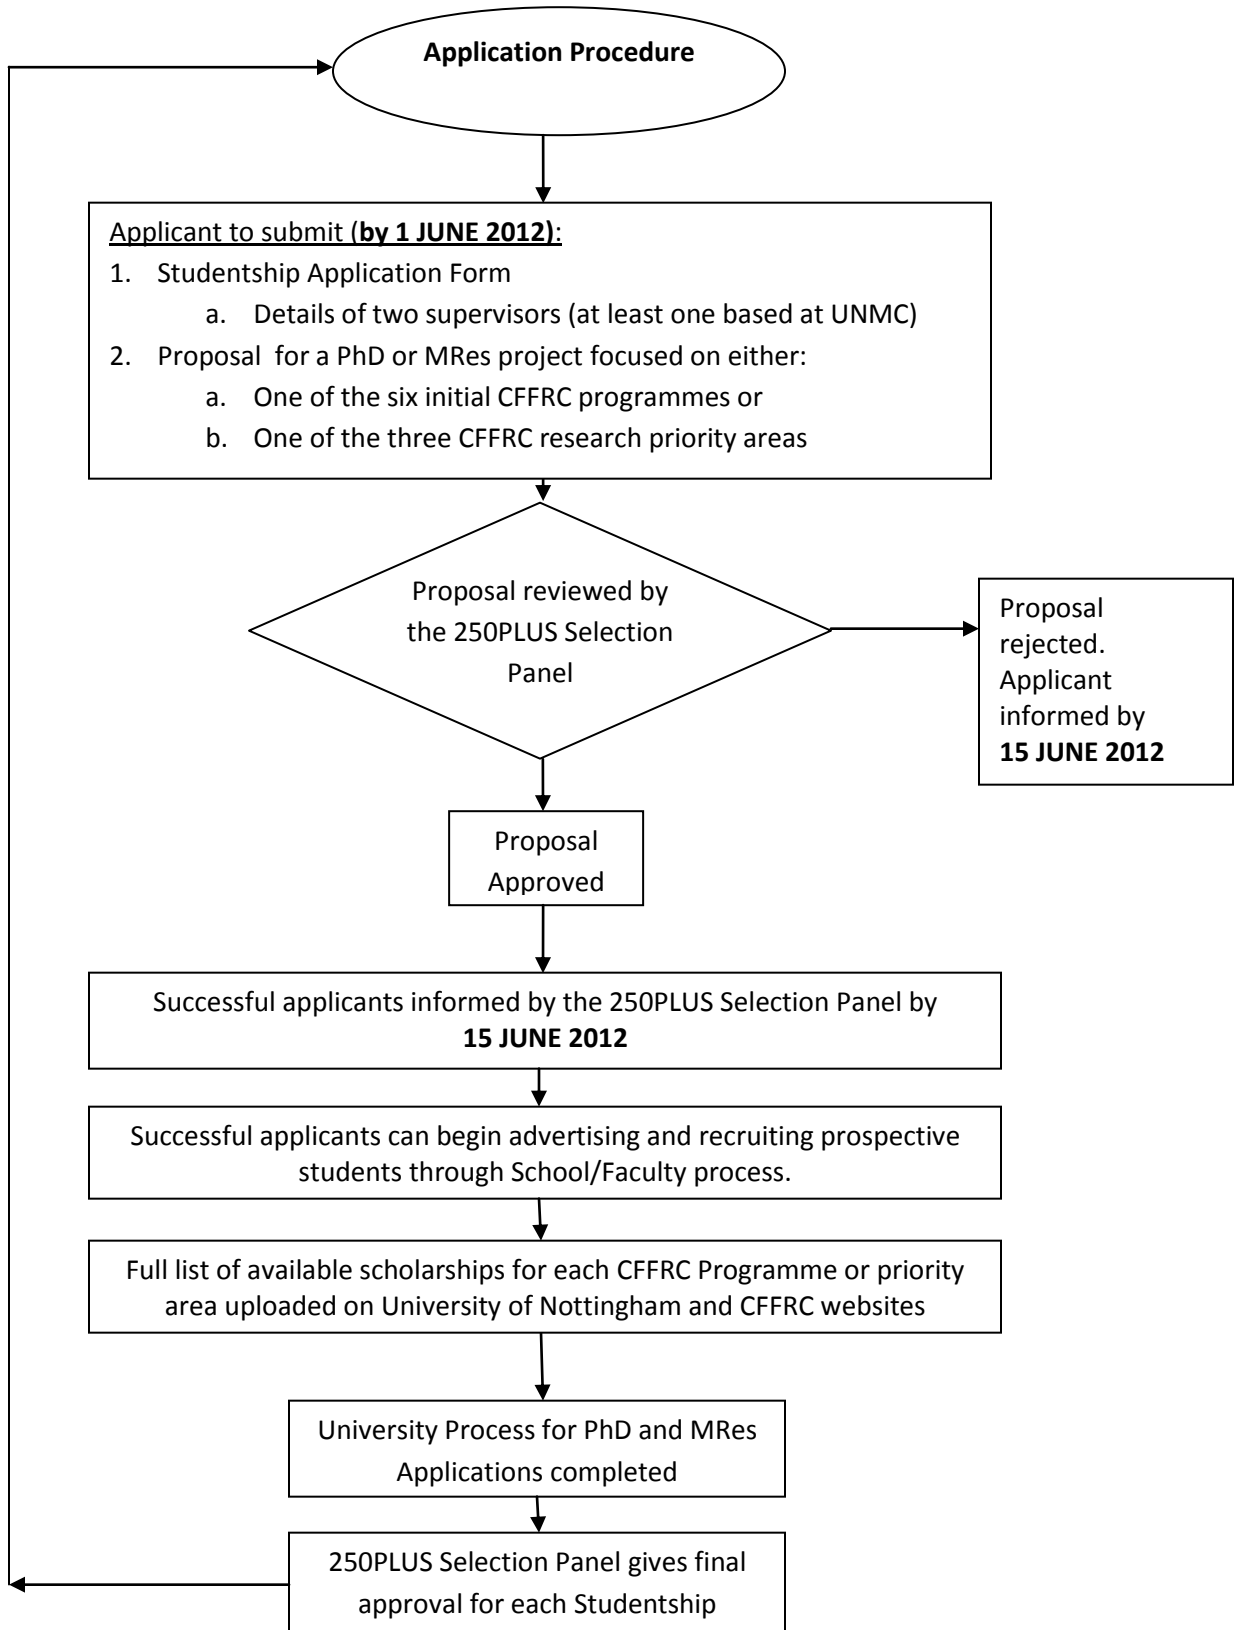 Application Procedure
Applicant to submit (by 1 JUNE 2012):
1. Studentship Application Form
a. Details of two supervisors (at least one based at UNMC)
2. Proposal for a PhD or MRes project focused on either:
a. One of the six initial CFFRC programmes or
b. One of the three CFFRC research priority areas
Proposal reviewed by
the 250PLUS Selection
Panel
Proposal
rejected.
Applicant
informed by
15 JUNE 2012
Proposal
Approved
Successful applicants informed by the 250PLUS Selection Panel by
15 JUNE 2012
Successful applicants can begin advertising and recruiting prospective
students through School/Faculty process.
Full list of available scholarships for each CFFRC Programme or priority
area uploaded on University of Nottingham and CFFRC websites
University Process for PhD and MRes
Applications completed
250PLUS Selection Panel gives final
approval for each Studentship